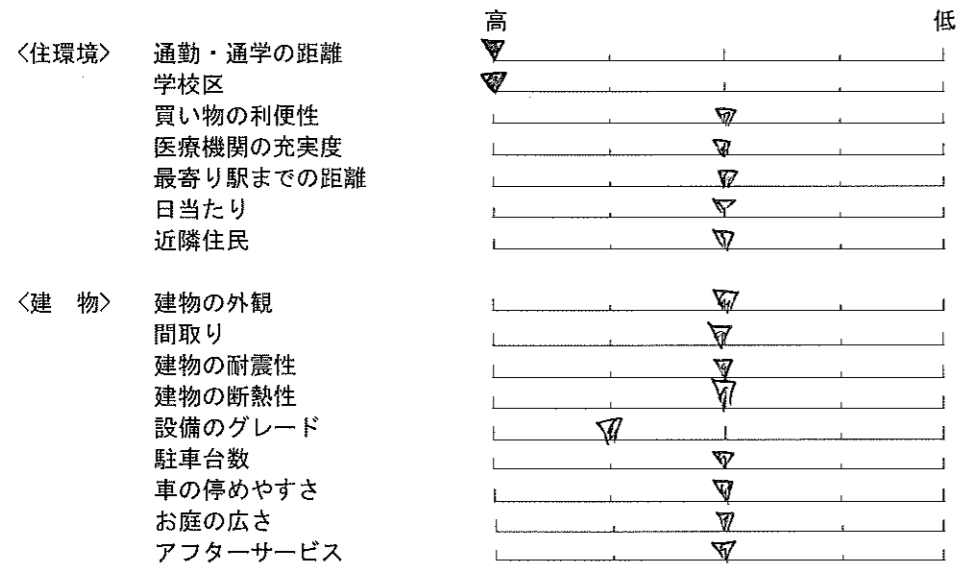 高 低
〈住環境〉 通勤・通学の距離
学校区
買い物の利便性
医療機関の充実度
最寄り駅までの距離
日当たり
近隣住民
〈建 物〉 建物の外観
間取り
建物の耐震性
建物の断熱性
設備のグレード
駐車台数
車の停めやすさ
お庭の広さ
アフターサービス